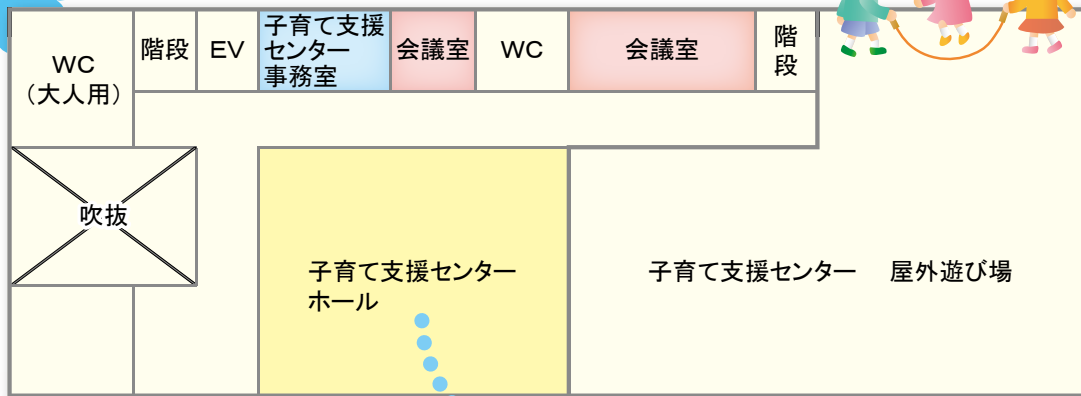 WC
（大人用）
階段
EV
子育て支援
センター
事務室
会議室
WC
会議室
階
段
吹抜
子育て支援センター
ホール
子育て支援センター　屋外遊び場